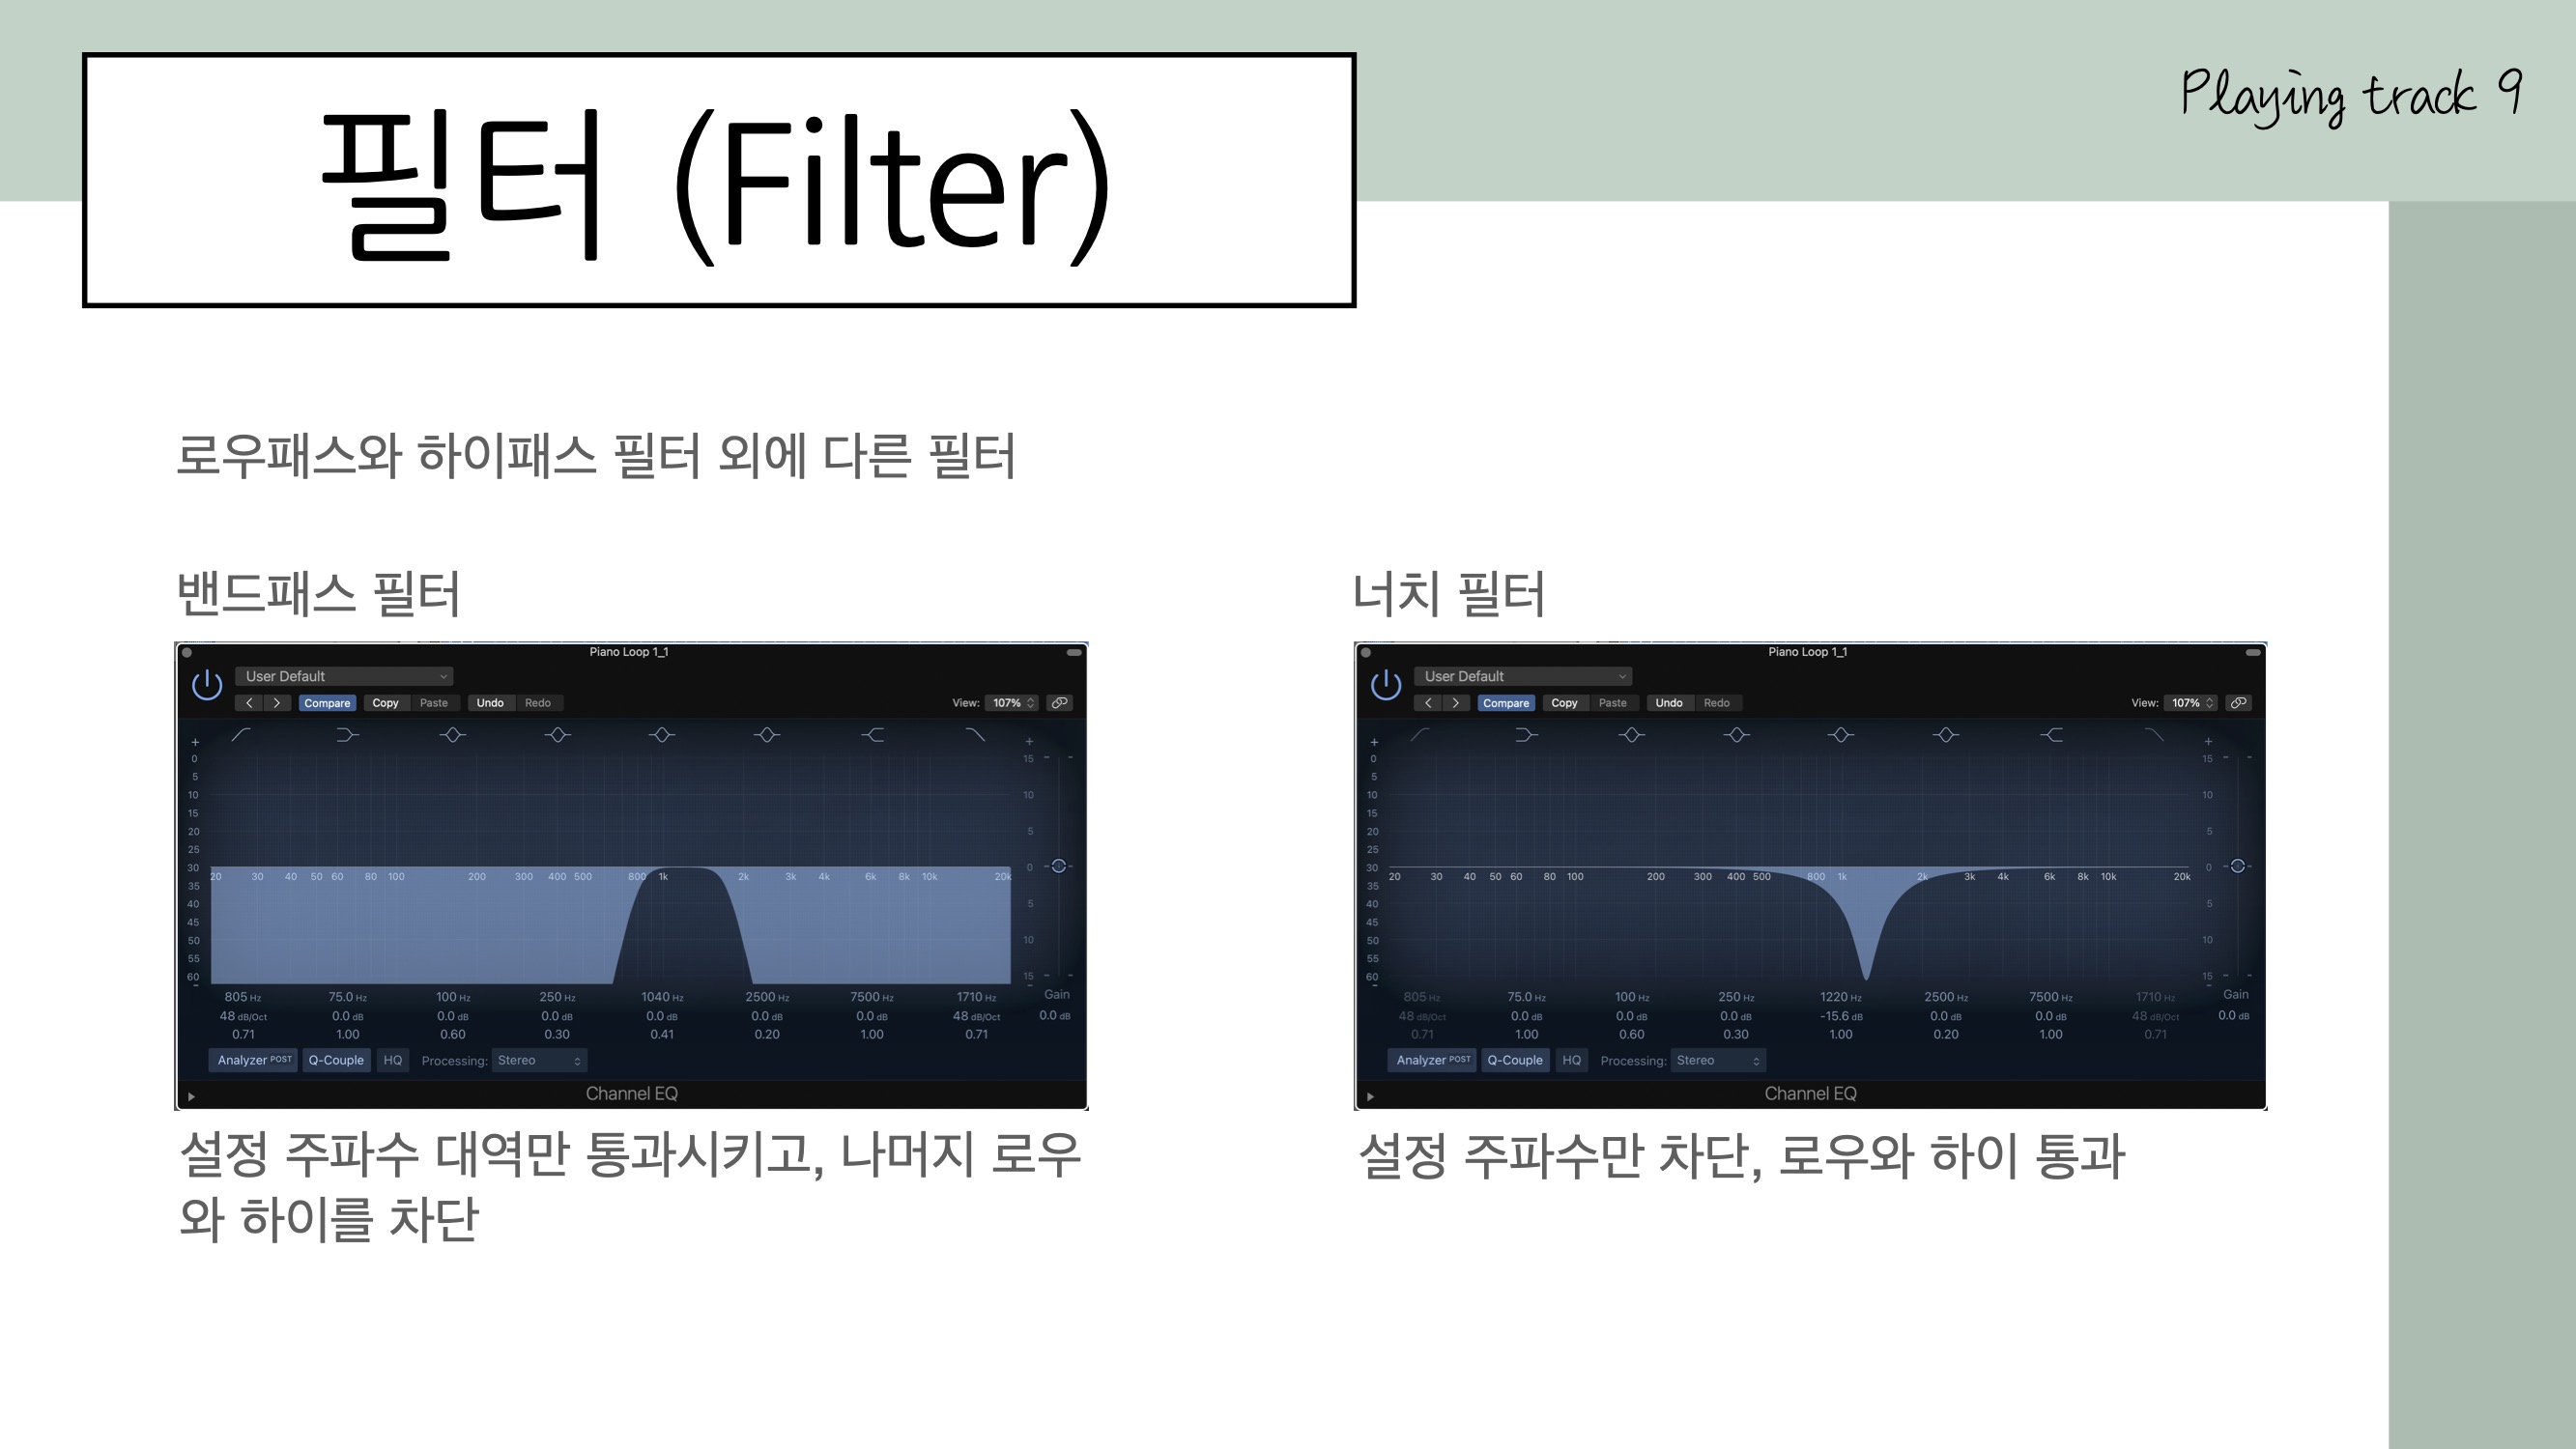 Playing track 9
필터 (Filter)
로우패스와 하이패스 필터 외에 다른 필터
밴드패스 필터
Piano Loop 1_1
User Default
Compare Copy Paste Undo Redo View: 107%
+ +
0 15
5
10 10
15
20 5
25
30 0
20 30 40 50 60 80 100 200 300 400 500 800 1k 2k 3k 4k 6k 8k 10k 20k
35
40 5
45
50 10
55
60 15
- -
805 Hz 75.0 Hz 100 Hz 250 Hz 1040 Hz 2500 Hz 7500 Hz 1710 Hz Gain
48 dB/Oct 0.0 dB 0.0 dB 0.0 dB 0.0 dB 0.0 dB 0.0 dB 48 dB/Oct 0.0 dB
0.71 1.00 0.60 0.30 0.41 0.20 1.00 0.71
Analyzer POST Q-Couple HQ Processing: Stereo
Channel EQ
설정 주파수 대역만 통과시키고, 나머지 로우
와 하이를 차단
너치 필터
Piano Loop 1_1
User Default
Compare Copy Paste Undo Redo View: 107%
+ +
0 15
5
10 10
15
20 5
25
30 0
20 30 40 50 60 80 100 200 300 400 500 800 1k 2k 3k 4k 6k 8k 10k 20k
35
40 5
45
50 10
55
60 15
- -
805 Hz 75.0 Hz 100 Hz 250 Hz 1220 Hz 2500 Hz 7500 Hz 1710 Hz Gain
48 dB/Oct 0.0 dB 0.0 dB 0.0 dB -15.6 dB 0.0 dB 0.0 dB 48 dB/Oct 0.0 dB
0.71 1.00 0.60 0.30 1.00 0.20 1.00 0.71
Analyzer POST Q-Couple HQ Processing: Stereo
Channel EQ
설정 주파수만 차단, 로우와 하이 통과